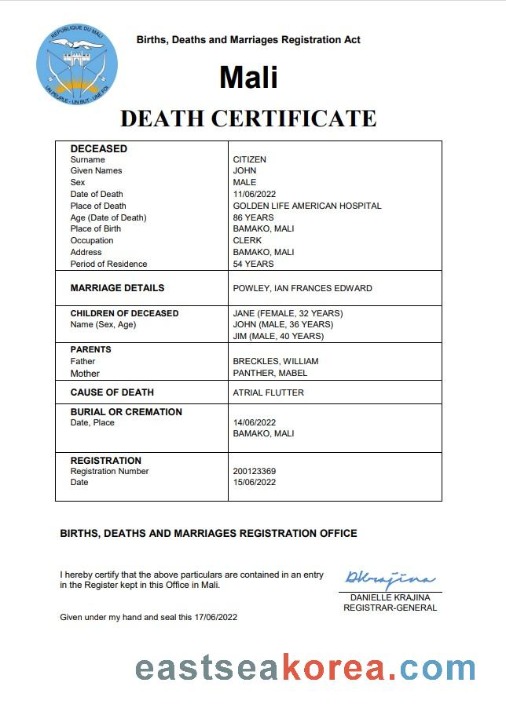 REPUBLIQUE DU MALI
UN PEUPLE - UN BUT - UNE FOI
Births, Deaths and Marriages Registration Act
Mali
DEATH CERTIFICATE
DECEASED
Surname CITIZEN
Given Names JOHN
Sex MALE
Date of Death 11/06/2022
Place of Death GOLDEN LIFE AMERICAN HOSPITAL
Age (Date of Death) 86 YEARS
Place of Birth BAMAKO, MALI
Occupation CLERK
Address BAMAKO, MALI
Period of Residence 54 YEARS
MARRIAGE DETAILS POWLEY, IAN FRANCES EDWARD
CHILDREN OF DECEASED JANE (FEMALE, 32 YEARS)
Name (Sex, Age) JOHN (MALE, 36 YEARS)
JIM (MALE, 40 YEARS)
PARENTS
Father BRECKLES, WILLIAM
Mother PANTHER, MABEL
CAUSE OF DEATH ATRIAL FLUTTER
BURIAL OR CREMATION
Date, Place 14/06/2022
BAMAKO, MALI
REGISTRATION
Registration Number 200123369
Date 15/06/2022
BIRTHS, DEATHS AND MARRIAGES REGISTRATION OFFICE
I hereby certify that the above particulars are contained in an entry
in the Register kept in this Office in Mali.
DKrajina
DANIELLE KRAJINA
REGISTRAR-GENERAL
Given under my hand and seal this 17/06/2022
eastseakorea.com